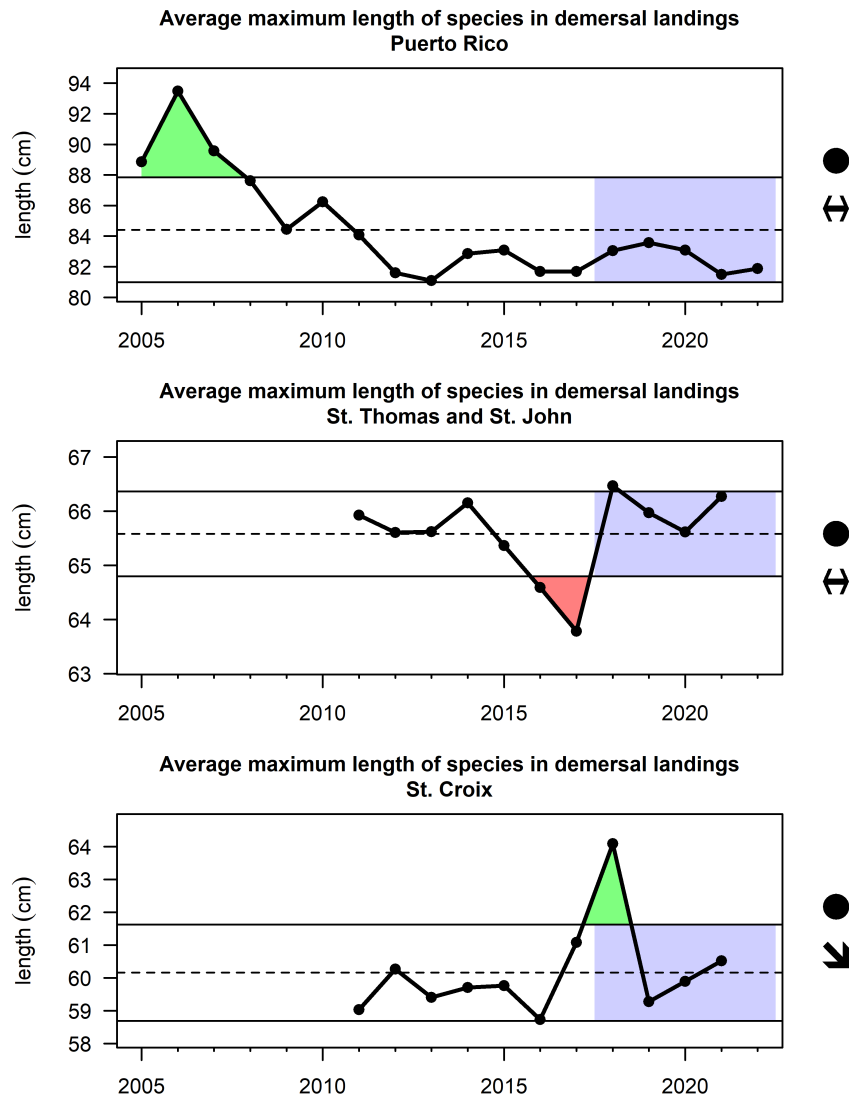 Average maximum length of species in demersal landings
Puerto Rico
length (cm)
94
92
90
88
86
84
82
80
2005 2010 2015 2020
Average maximum length of species in demersal landings
St. Thomas and St. John
length (cm)
67
66
65
64
63
2005 2010 2015 2020
Average maximum length of species in demersal landings
St. Croix
length (cm)
64
63
62
61
60
59
58
2005 2010 2015 2020